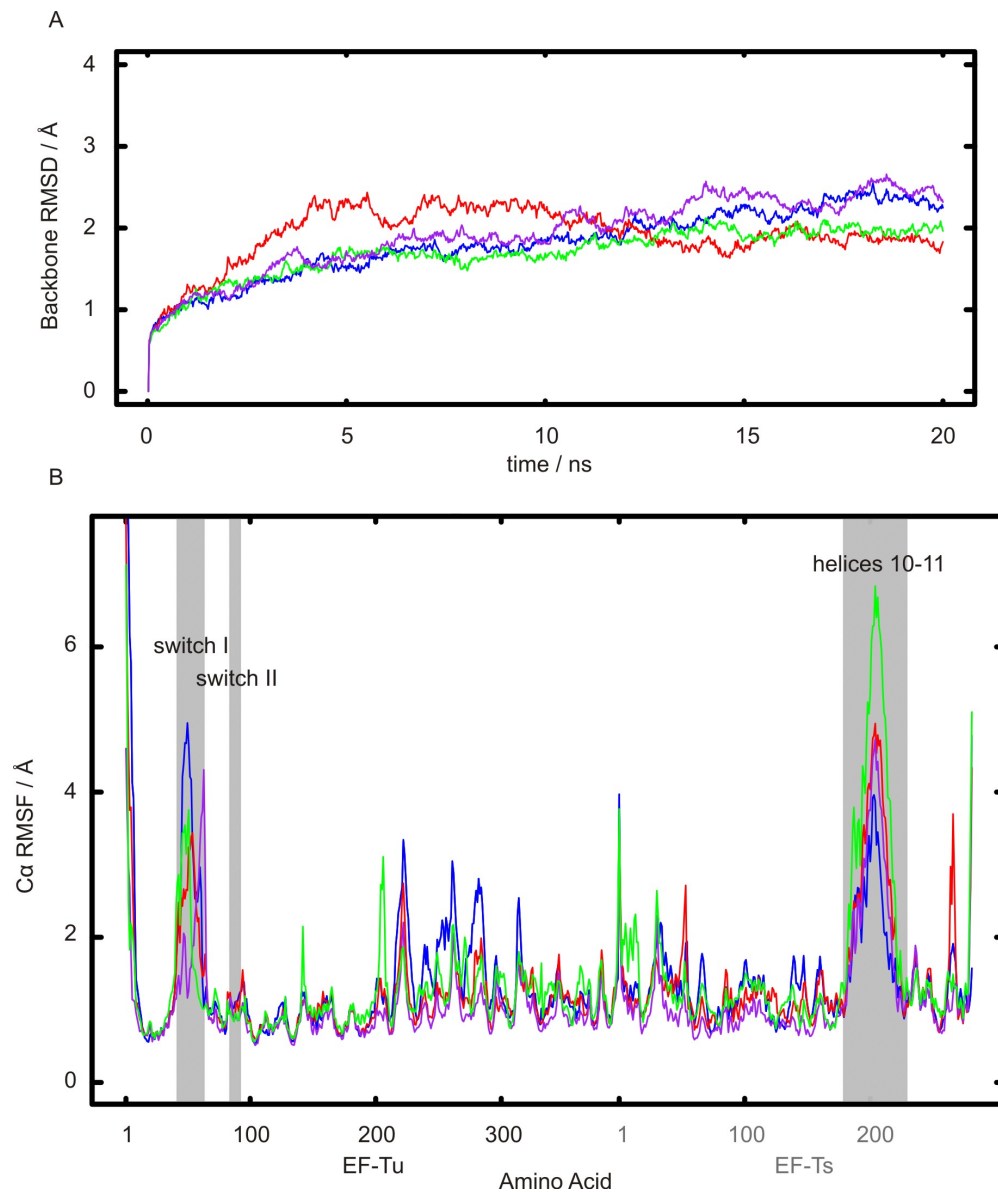 A
4
3
2
1
0
Backbone RMSD / Å
0 5 10 15 20
time / ns
B
6
4
2
0
Cα RMSF / Å
switch I
switch II
helices 10-11
1 100 200 300 1 100 200
EF-Tu EF-Ts
Amino Acid